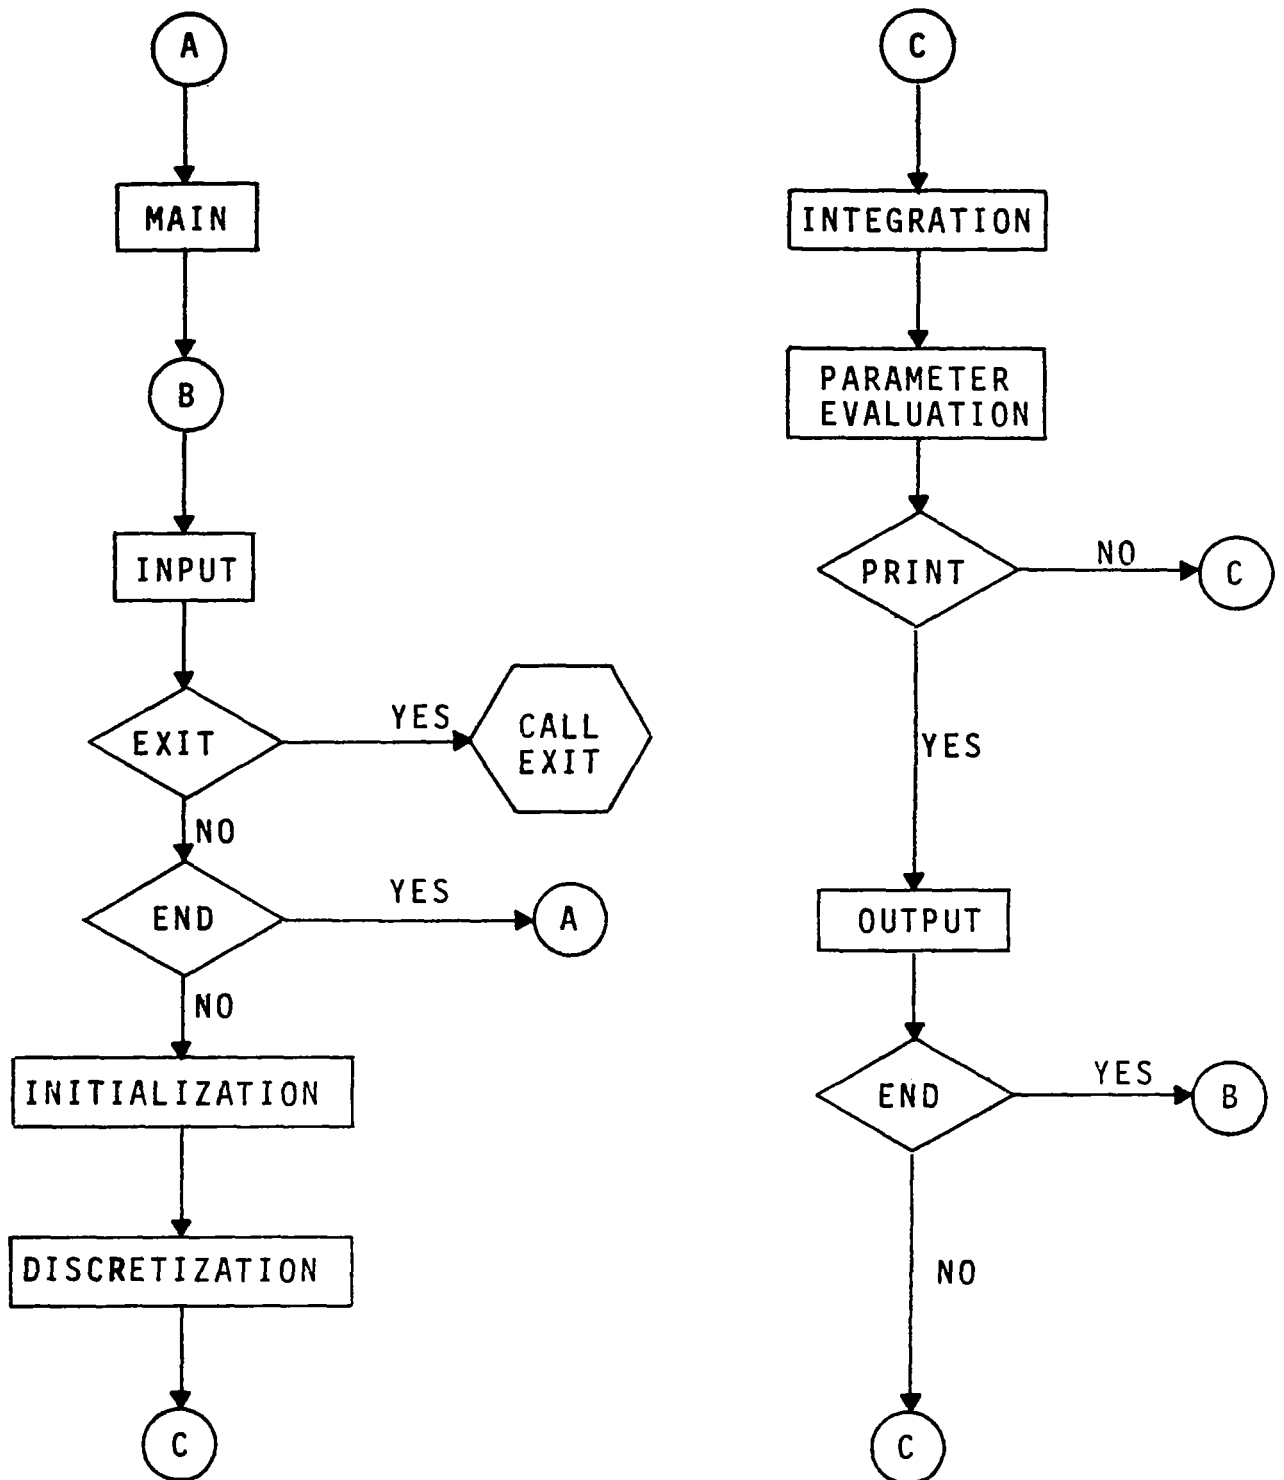 A
MAIN
B
INPUT
EXIT
YES
CALL
EXIT
NO
END
YES
A
NO
INITIALIZATION
DISCRETIZATION
C
C
INTEGRATION
PARAMETER
EVALUATION
PRINT
NO
C
YES
OUTPUT
END
YES
B
NO
C